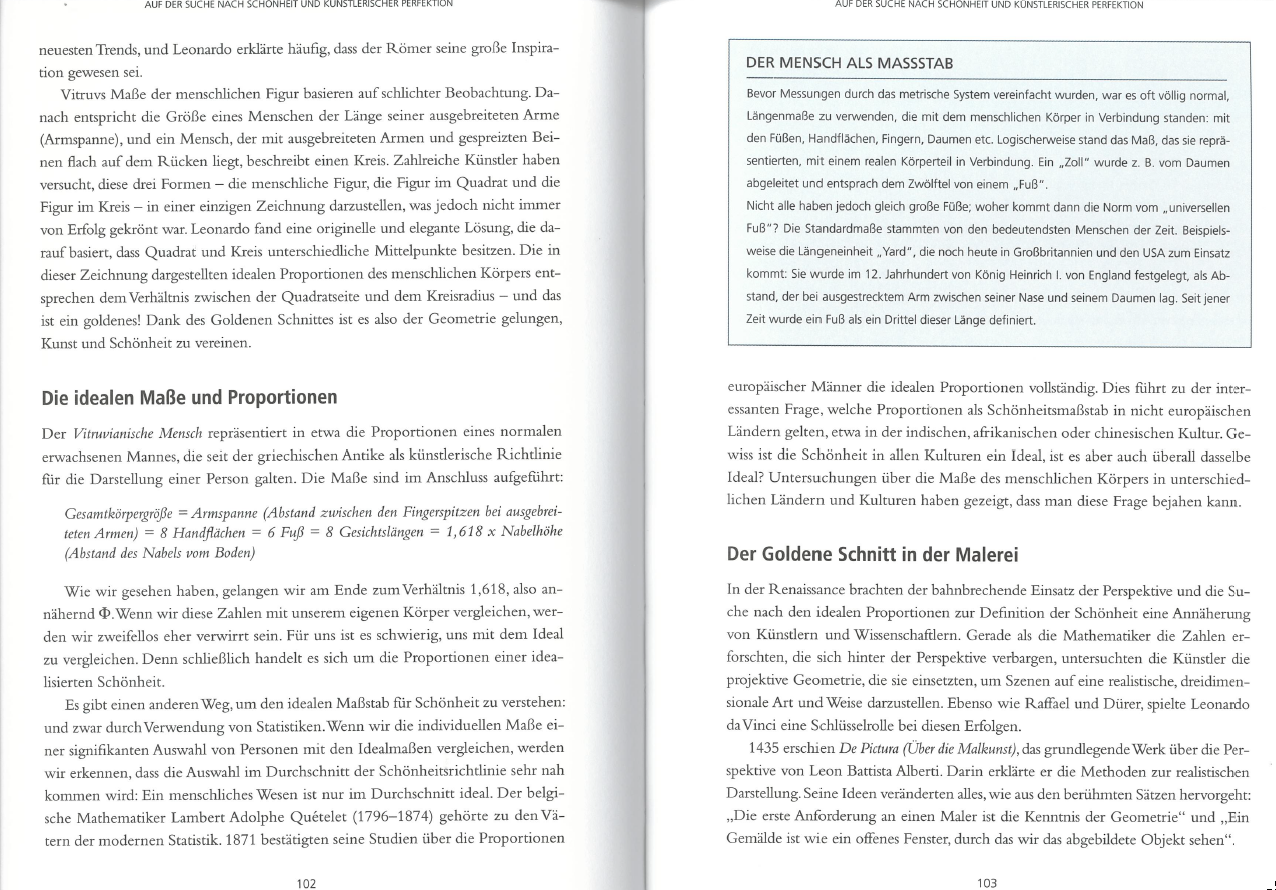 AUF DER SUCHE NACH SCHÖNHEIT UND KÜNSTLERISCHER PERFEKTION
neuesten Trends, und Leonardo erklärte häufig, dass der Römer seine große Inspira-
tion gewesen sei.
Vitruvs Maße der menschlichen Figur basieren auf schlichter Beobachtung. Da-
nach entspricht die Größe eines Menschen der Länge seiner ausgebreiteten Arme
(Armspanne), und ein Mensch, der mit ausgebreiteten Armen und gespreizten Bei-
nen flach auf dem Rücken liegt, beschreibt einen Kreis. Zahlreiche Künstler haben
versucht, diese drei Formen – die menschliche Figur, die Figur im Quadrat und die
Figur im Kreis – in einer einzigen Zeichnung darzustellen, was jedoch nicht immer
von Erfolg gekrönt war. Leonardo fand eine originelle und elegante Lösung, die da-
rauf basiert, dass Quadrat und Kreis unterschiedliche Mittelpunkte besitzen. Die in
dieser Zeichnung dargestellten idealen Proportionen des menschlichen Körpers ent-
sprechen dem Verhältnis zwischen der Quadratseite und dem Kreisradius – und das
ist ein goldenes! Dank des Goldenen Schnittes ist es also der Geometrie gelungen,
Kunst und Schönheit zu vereinen.
Die idealen Maße und Proportionen
Der Vitruvianische Mensch repräsentiert in etwa die Proportionen eines normalen
erwachsenen Mannes, die seit der griechischen Antike als künstlerische Richtlinie
für die Darstellung einer Person galten. Die Maße sind im Anschluss aufgeführt:
Gesamtkörpergröße = Armspanne (Abstand zwischen den Fingerspitzen bei ausgebrei-
teten Armen) = 8 Handflächen = 6 Fuß = 8 Gesichtslängen = 1,618 x Nabelhöhe
(Abstand des Nabels vom Boden)
Wie wir gesehen haben, gelangen wir am Ende zum Verhältnis 1,618, also an-
nähernd Φ. Wenn wir diese Zahlen mit unserem eigenen Körper vergleichen, wer-
den wir zweifellos eher verwirrt sein. Für uns ist es schwierig, uns mit dem Ideal
zu vergleichen. Denn schließlich handelt es sich um die Proportionen einer idea-
lisierten Schönheit.
Es gibt einen anderen Weg, um den idealen Maßstab für Schönheit zu verstehen:
und zwar durch Verwendung von Statistiken. Wenn wir die individuellen Maße ei-
ner signifikanten Auswahl von Personen mit den Idealmaßen vergleichen, werden
wir erkennen, dass die Auswahl im Durchschnitt der Schönheitsrichtlinie sehr nah
kommen wird: Ein menschliches Wesen ist nur im Durchschnitt ideal. Der belgi-
sche Mathematiker Lambert Adolphe Quételet (1796–1874) gehörte zu den Vä-
tern der modernen Statistik. 1871 bestätigten seine Studien über die Proportionen
102
AUF DER SUCHE NACH SCHÖNHEIT UND KÜNSTLERISCHER PERFEKTION
DER MENSCH ALS MASSSTAB
Bevor Messungen durch das metrische System vereinfacht wurden, war es oft völlig normal,
Längenmaße zu verwenden, die mit dem menschlichen Körper in Verbindung standen: mit
den Füßen, Handflächen, Fingern, Daumen etc. Logischerweise stand das Maß, das sie reprä-
sentierten, mit einem realen Körperteil in Verbindung. Ein „Zoll" wurde z. B. vom Daumen
abgeleitet und entsprach dem Zwölftel von einem „Fuß".
Nicht alle haben jedoch gleich große Füße; woher kommt dann die Norm vom „universellen
Fuß"? Die Standardmaße stammten von den bedeutendsten Menschen der Zeit. Beispiels-
weise die Längeneinheit „Yard", die noch heute in Großbritannien und den USA zum Einsatz
kommt: Sie wurde im 12. Jahrhundert von König Heinrich I. von England festgelegt, als Ab-
stand, der bei ausgestrecktem Arm zwischen seiner Nase und seinem Daumen lag. Seit jener
Zeit wurde ein Fuß als ein Drittel dieser Länge definiert.
europäischer Männer die idealen Proportionen vollständig. Dies führt zu der inter-
essanten Frage, welche Proportionen als Schönheitsmaßstab in nicht europäischen
Ländern gelten, etwa in der indischen, afrikanischen oder chinesischen Kultur. Ge-
wiss ist die Schönheit in allen Kulturen ein Ideal, ist es aber auch überall dasselbe
Ideal? Untersuchungen über die Maße des menschlichen Körpers in unterschied-
lichen Ländern und Kulturen haben gezeigt, dass man diese Frage bejahen kann.
Der Goldene Schnitt in der Malerei
In der Renaissance brachten der bahnbrechende Einsatz der Perspektive und die Su-
che nach den idealen Proportionen zur Definition der Schönheit eine Annäherung
von Künstlern und Wissenschaftlern. Gerade als die Mathematiker die Zahlen er-
forschten, die sich hinter der Perspektive verbargen, untersuchten die Künstler die
projektive Geometrie, die sie einsetzten, um Szenen auf eine realistische, dreidimen-
sionale Art und Weise darzustellen. Ebenso wie Raffael und Dürer, spielte Leonardo
da Vinci eine Schlüsselrolle bei diesen Erfolgen.
1435 erschien De Pictura (Über die Malkunst), das grundlegende Werk über die Per-
spektive von Leon Battista Alberti. Darin erklärte er die Methoden zur realistischen
Darstellung. Seine Ideen veränderten alles, wie aus den berühmten Sätzen hervorgeht:
„Die erste Anforderung an einen Maler ist die Kenntnis der Geometrie“ und „Ein
Gemälde ist wie ein offenes Fenster, durch das wir das abgebildete Objekt sehen“.
103